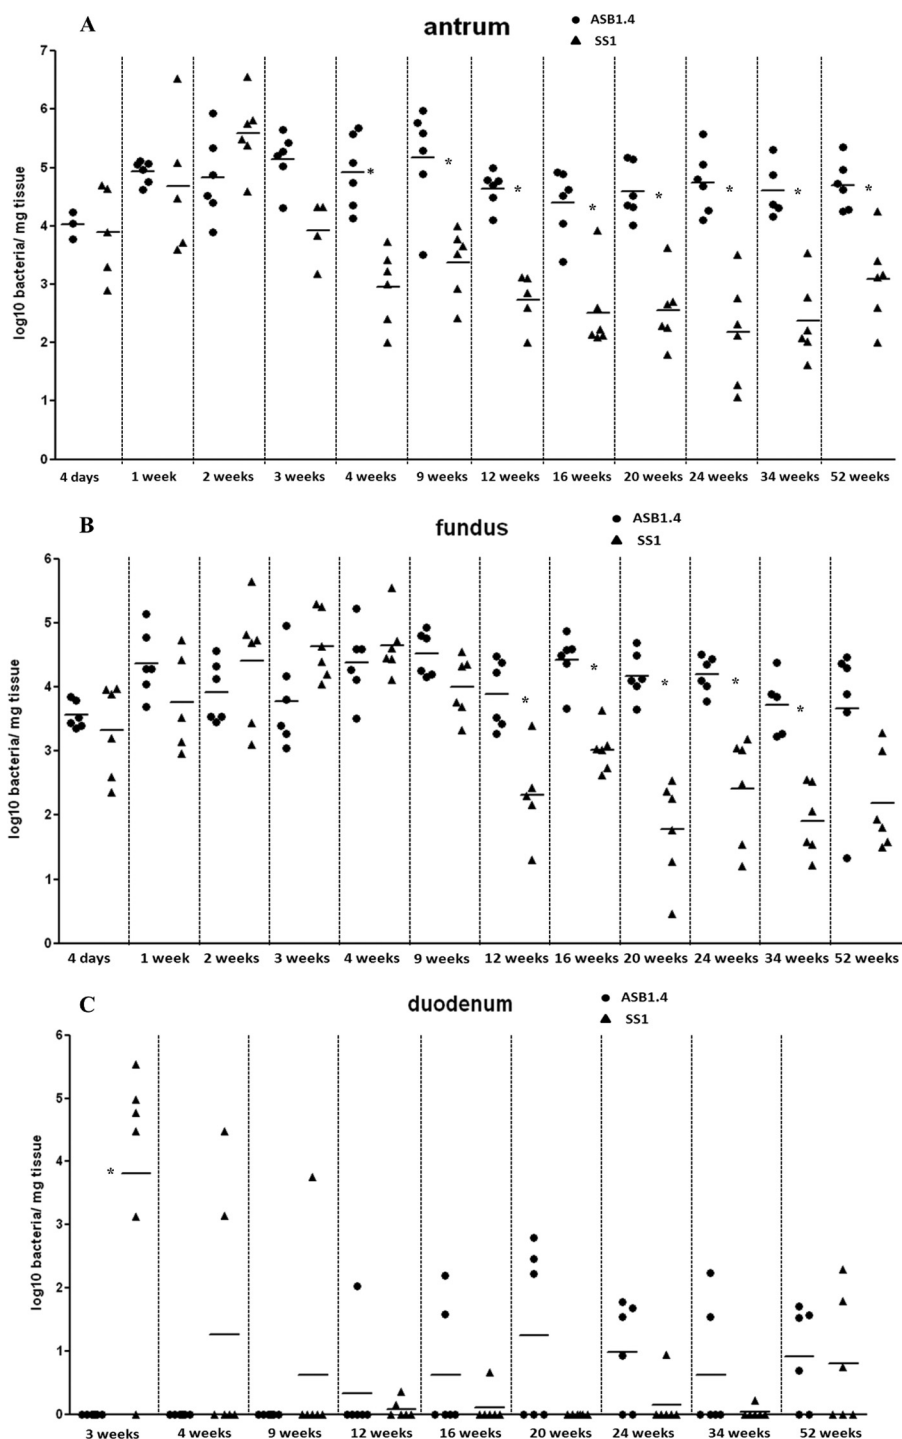 A
antrum
ASB1.4
SS1
log10 bacteria/ mg tissue
7
6
5
4
3
2
1
0
*
*
*
*
*
*
*
*
4 days 1 week 2 weeks 3 weeks 4 weeks 9 weeks 12 weeks 16 weeks 20 weeks 24 weeks 34 weeks 52 weeks
B
fundus
ASB1.4
SS1
log10 bacteria/ mg tissue
6
5
4
3
2
1
0
*
*
*
*
*
4 days 1 week 2 weeks 3 weeks 4 weeks 9 weeks 12 weeks 16 weeks 20 weeks 24 weeks 34 weeks 52 weeks
C
duodenum
ASB1.4
SS1
log10 bacteria/ mg tissue
6
5
4
3
2
1
0
*
3 weeks 4 weeks 9 weeks 12 weeks 16 weeks 20 weeks 24 weeks 34 weeks 52 weeks